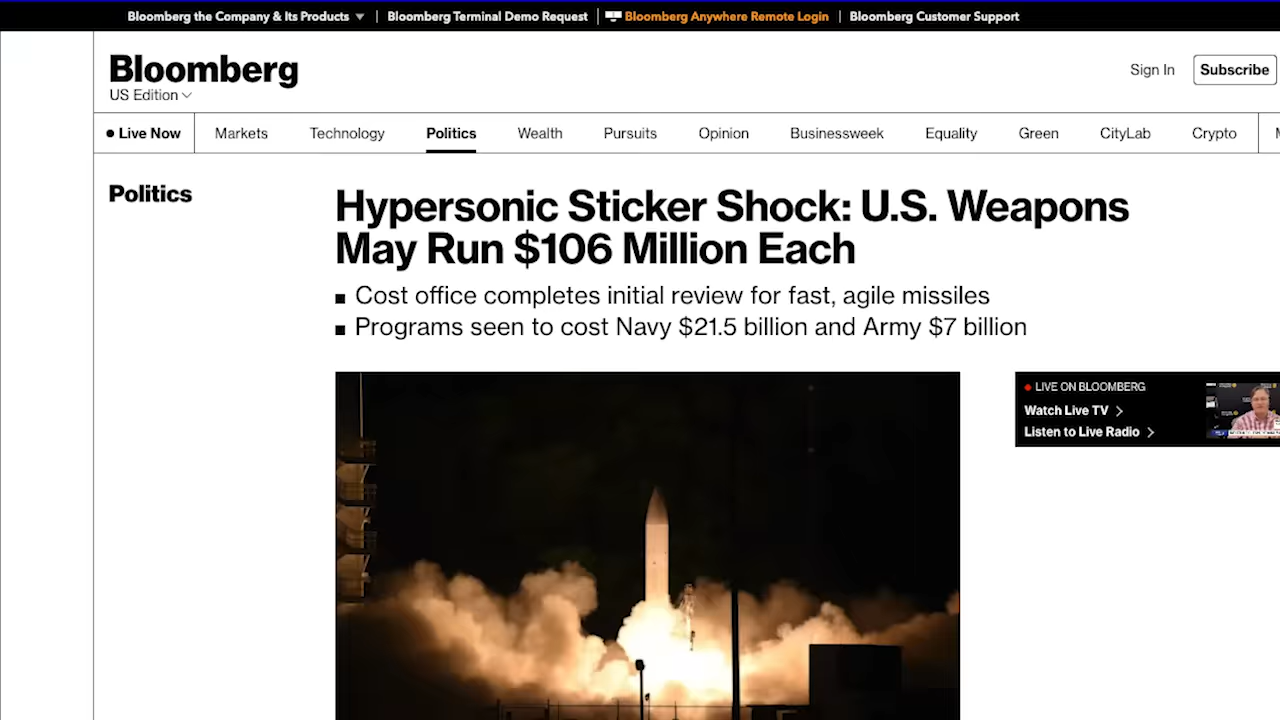 Bloomberg the Company & Its Products
Bloomberg Terminal Demo Request
Bloomberg Anywhere Remote Login
Bloomberg Customer Support
Bloomberg
US Edition
Sign In
Subscribe
Live Now
Markets
Technology
Politics
Wealth
Pursuits
Opinion
Businessweek
Equality
Green
CityLab
Crypto
Politics
Hypersonic Sticker Shock: U.S. Weapons
May Run $106 Million Each
Cost office completes initial review for fast, agile missiles
Programs seen to cost Navy $21.5 billion and Army $7 billion
LIVE ON BLOOMBERG
Watch Live TV
Listen to Live Radio